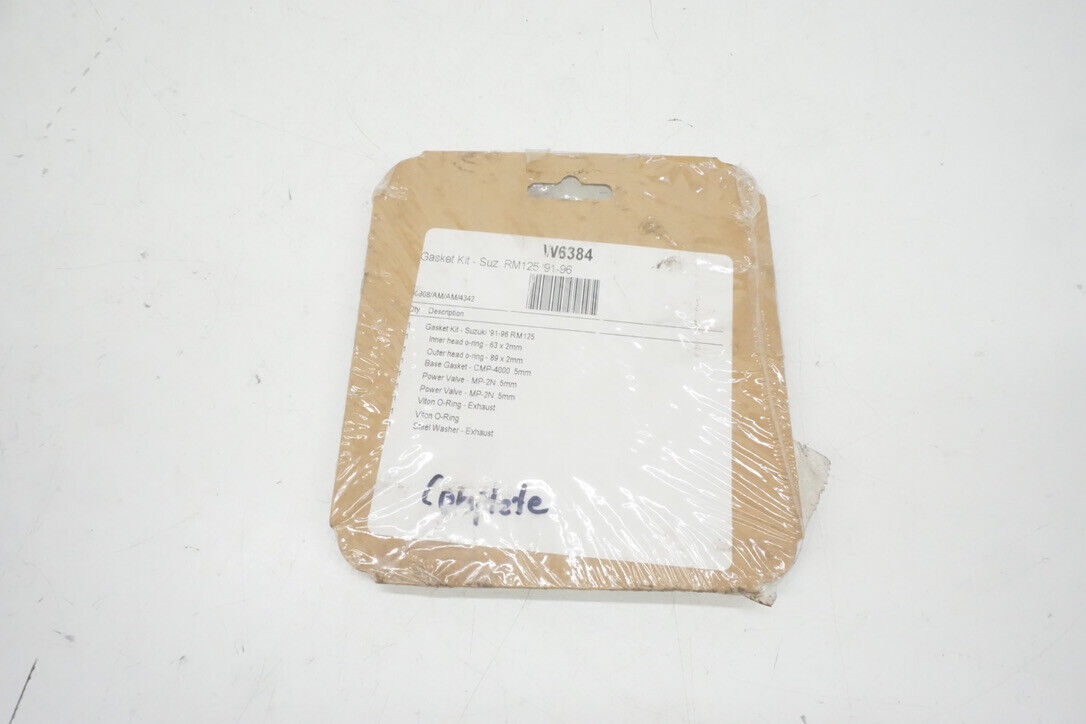 W6384
Gasket Kit - Suz. RM125 '91-96
/AM/AM/4342
Qty Description
Gasket Kit - Suzuki '91-96 RM125
Inner head o-ring - 63 x 2mm
Outer head o-ring - 89 x 2mm
Base Gasket - CMP-4000 .5mm
Power Valve - MP-2N .5mm
Power Valve - MP-2N .5mm
Viton O-Ring - Exhaust
Viton O-Ring
Steel Washer - Exhaust
Complete